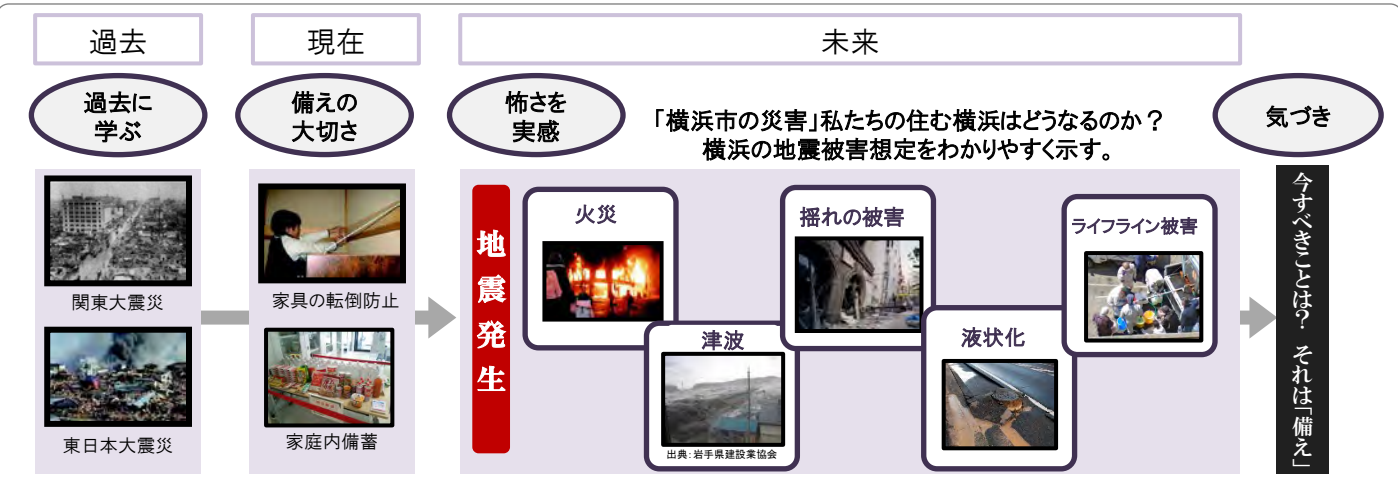 過去
現在
未来
過去に
学ぶ
備えの
大切さ
怖さを
実感
「横浜市の災害」私たちの住む横浜はどうなるのか？
横浜の地震被害想定をわかりやすく示す。
気づき
関東大震災
東日本大震災
家具の転倒防止
家庭内備蓄
地震発生
火災
津波
出典：岩手県建設業協会
揺れの被害
液状化
ライフライン被害
今すべきことは？ それは「備え」